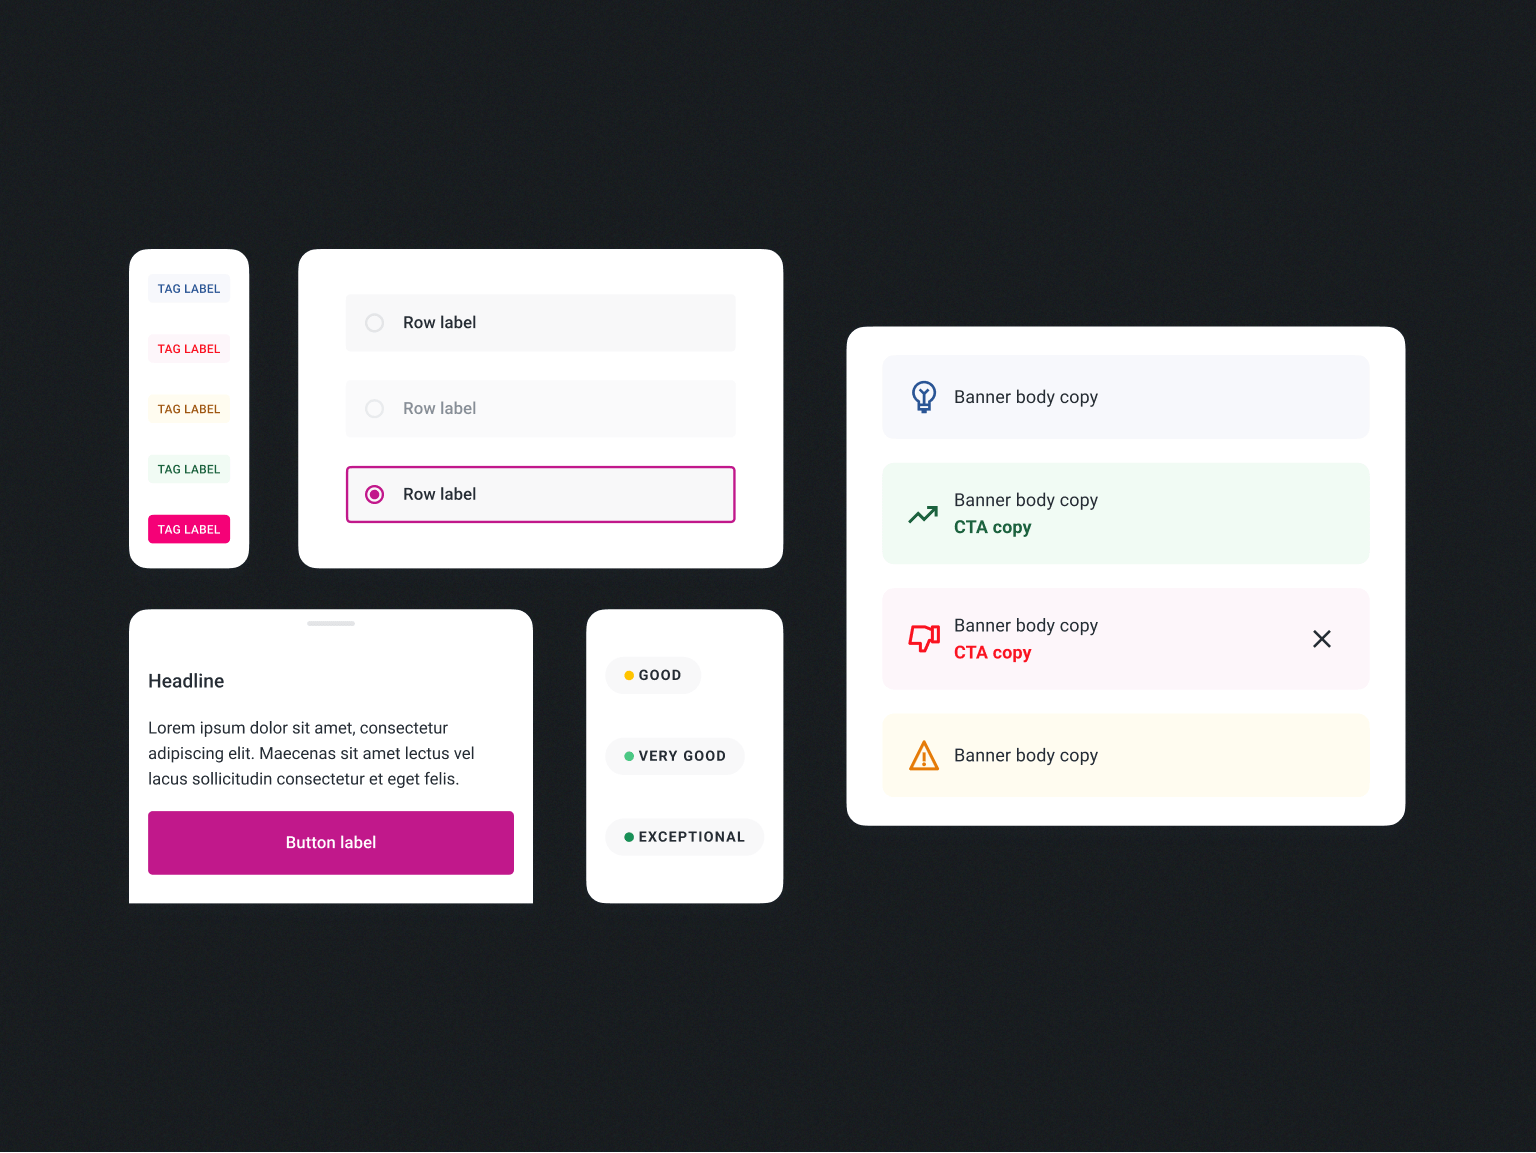 TAG LABEL
TAG LABEL
TAG LABEL
TAG LABEL
TAG LABEL
Row label
Row label
Row label
Headline
Lorem ipsum dolor sit amet, consectetur
adipiscing elit. Maecenas sit amet lectus vel
lacus sollicitudin consectetur et eget felis.
Button label
GOOD
VERY GOOD
EXCEPTIONAL
Banner body copy
Banner body copy
CTA copy
Banner body copy
CTA copy
Banner body copy